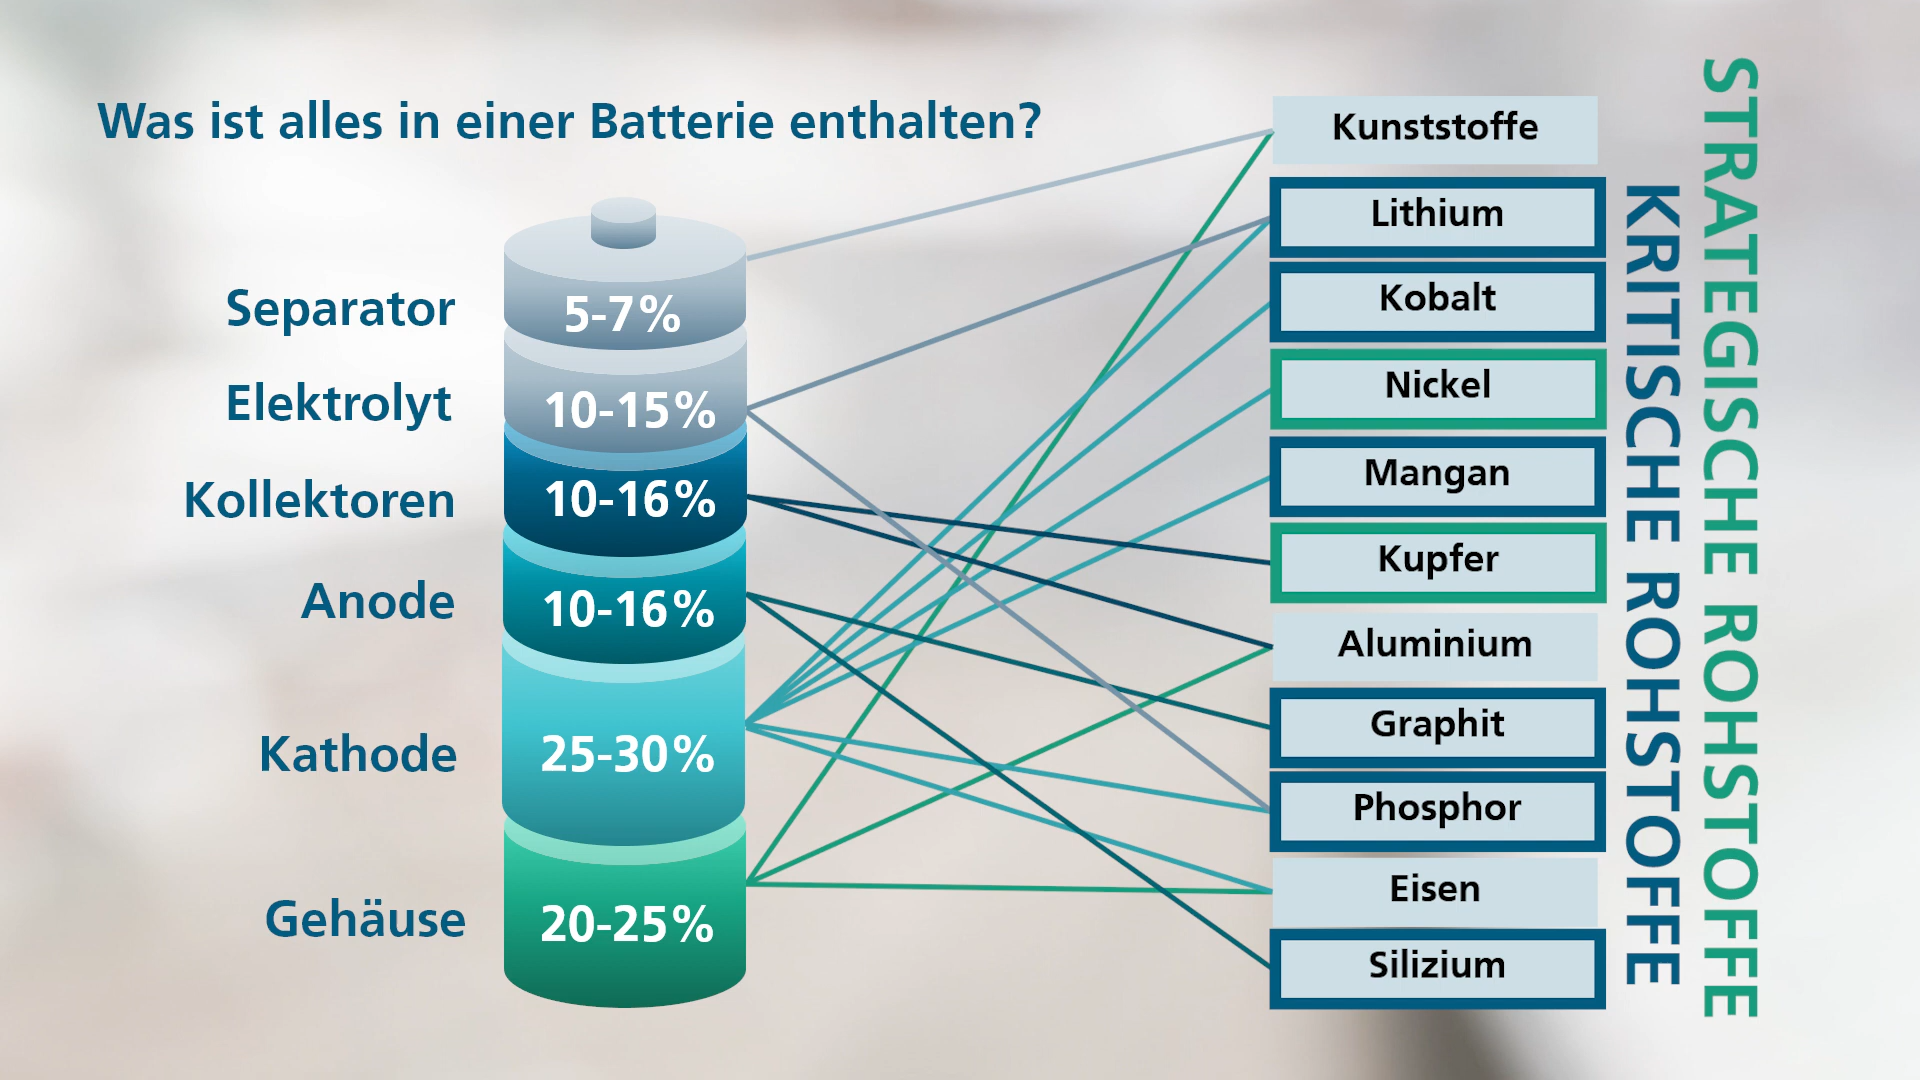 Was ist alles in einer Batterie enthalten?
Separator
5-7%
Elektrolyt
10-15%
Kollektoren
10-16%
Anode
10-16%
Kathode
25-30%
Gehäuse
20-25%
Kunststoffe
Lithium
Kobalt
Nickel
Mangan
Kupfer
Aluminium
Graphit
Phosphor
Eisen
Silizium
KRITISCHE ROHSTOFFE
STRATEGISCHE ROHSTOFFE